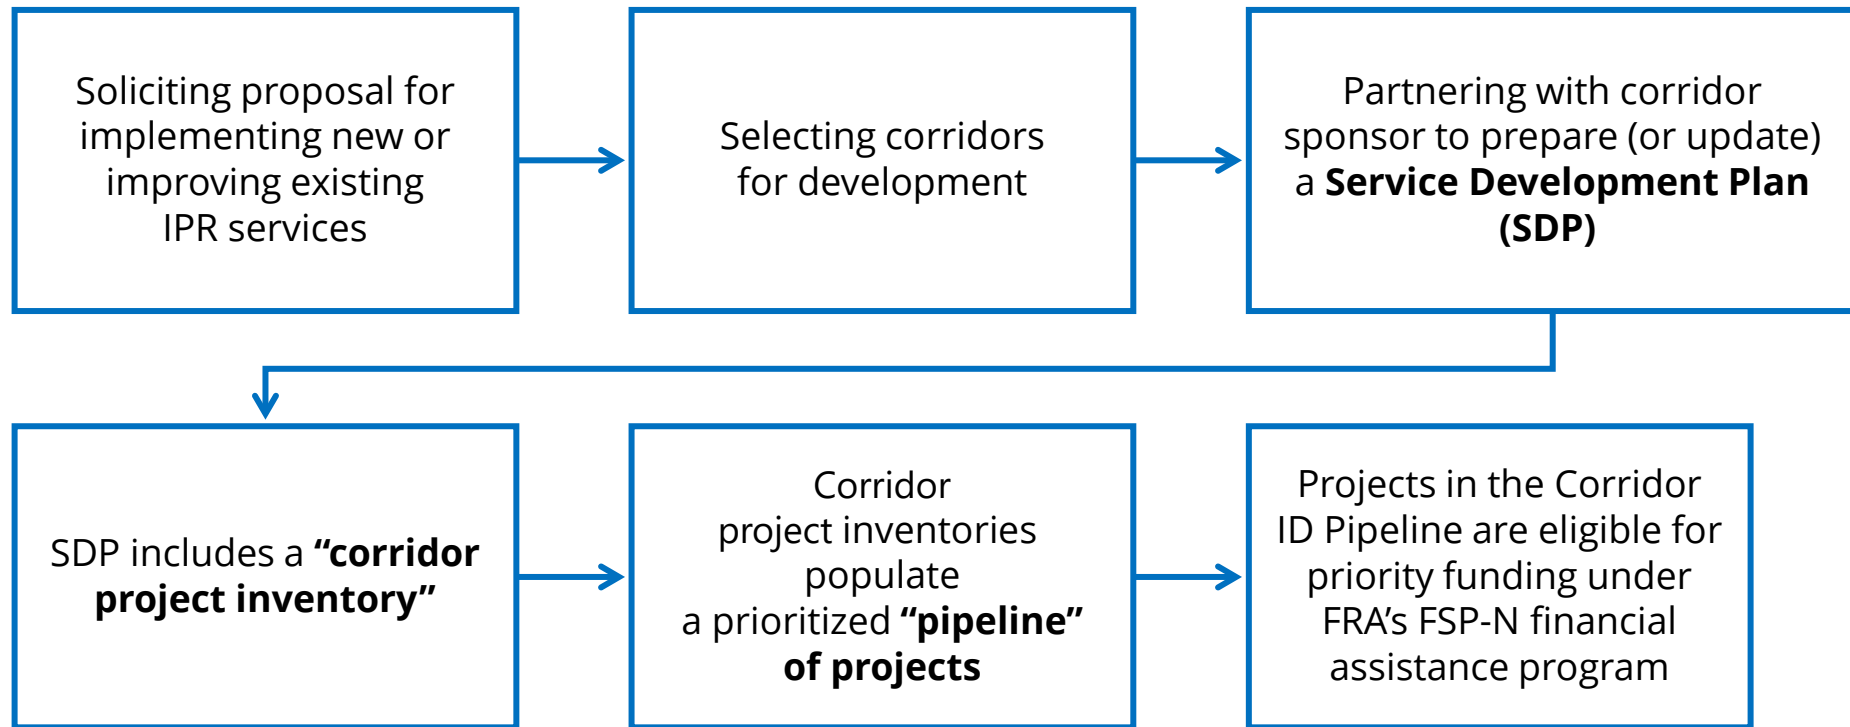 Soliciting proposal for
implementing new or
improving existing
IPR services
Selecting corridors
for development
Partnering with corridor
sponsor to prepare (or update)
a Service Development Plan
(SDP)
SDP includes a “corridor
project inventory”
Corridor
project inventories
populate
a prioritized “pipeline”
of projects
Projects in the Corridor
ID Pipeline are eligible for
priority funding under
FRA’s FSP-N financial
assistance program